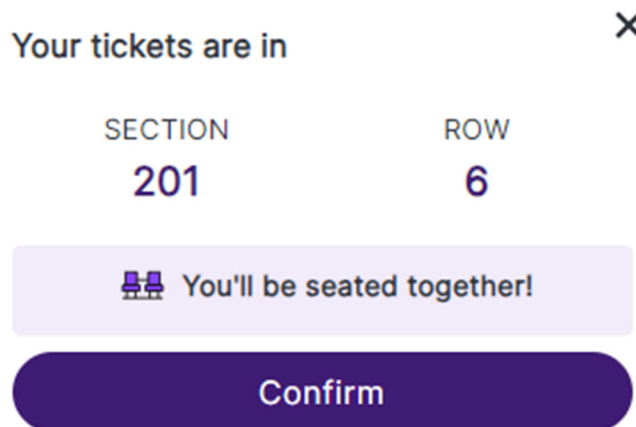 Your tickets are in
SECTION ROW
201 6
You'll be seated together!
Confirm